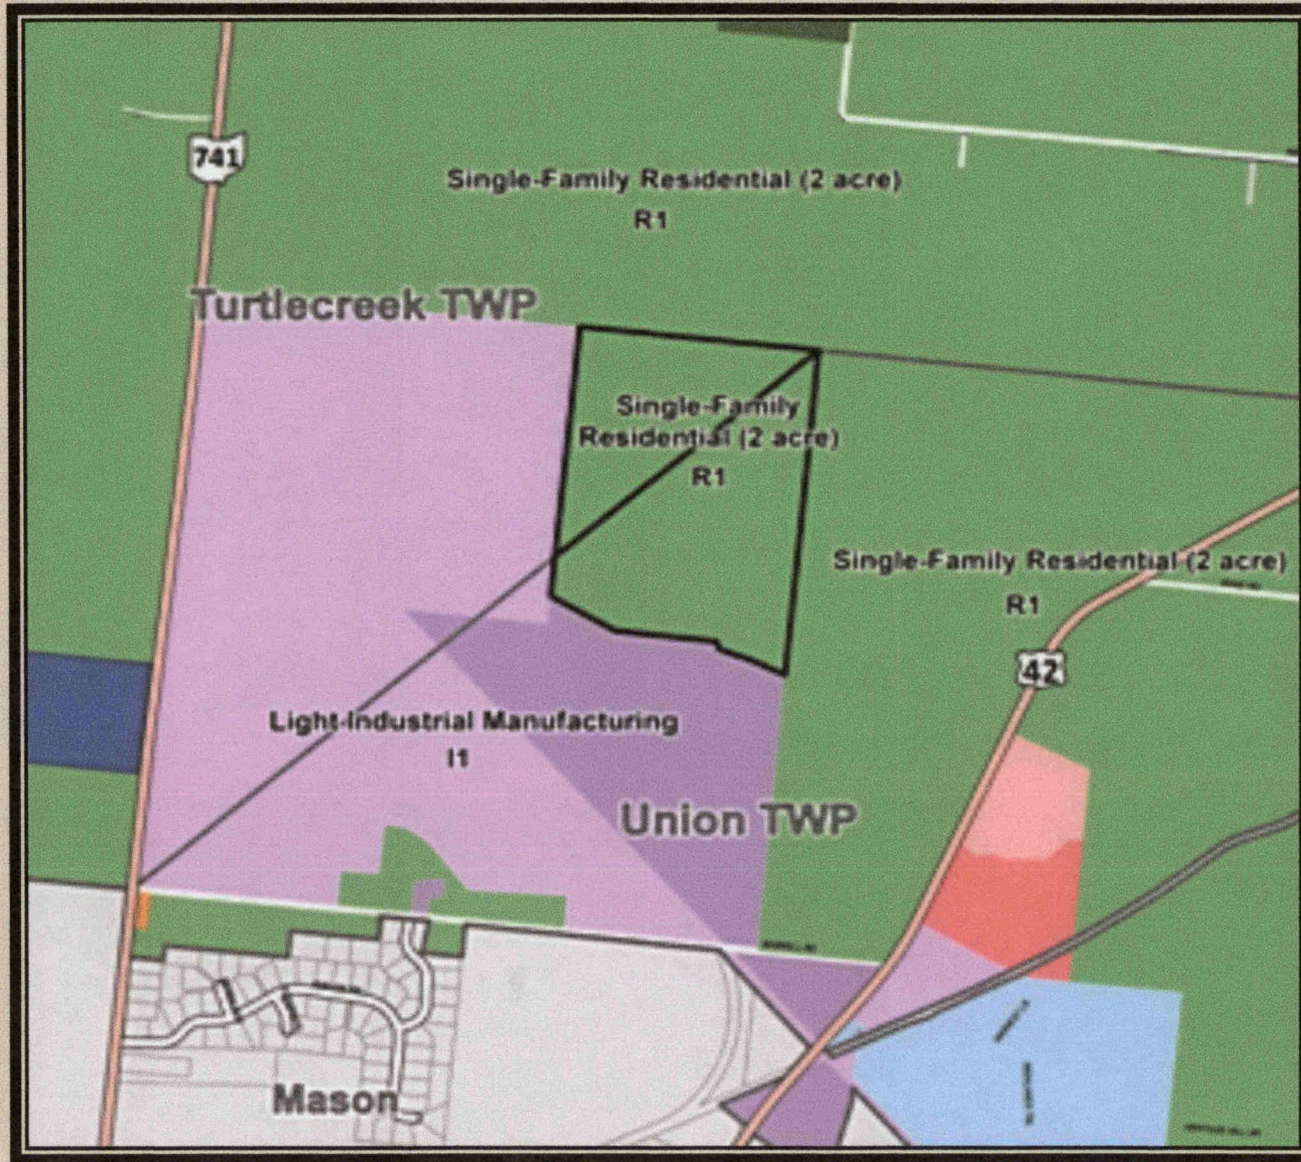 741
Single-Family Residential (2 acre)
R1
Turtlecreek TWP
Single-Family
Residential (2 acre)
R1
Single-Family Residential (2 acre)
R1
42
Light Industrial Manufacturing
I1
Union TWP
Mason